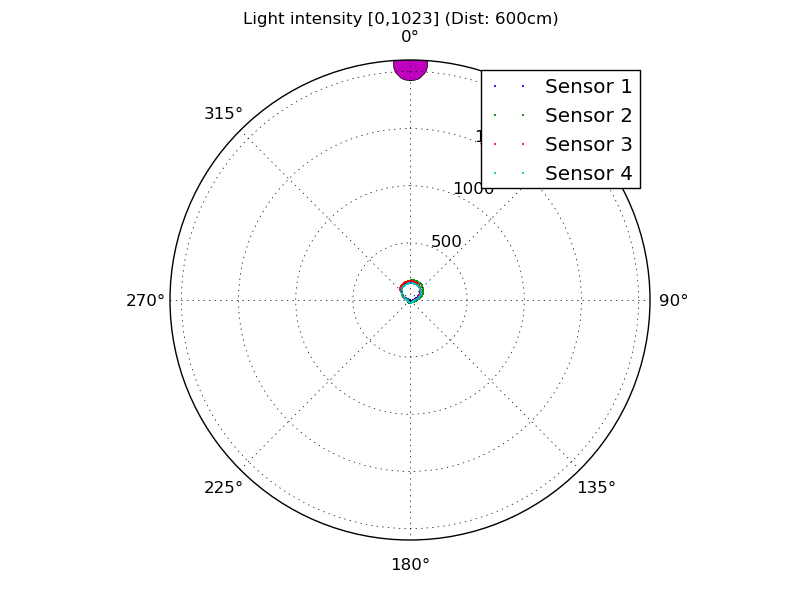 Light intensity [0,1023] (Dist: 600cm)
0°
315°
Sensor 1
Sensor 2
Sensor 3
Sensor 4
1000
500
270°
90°
225°
135°
180°